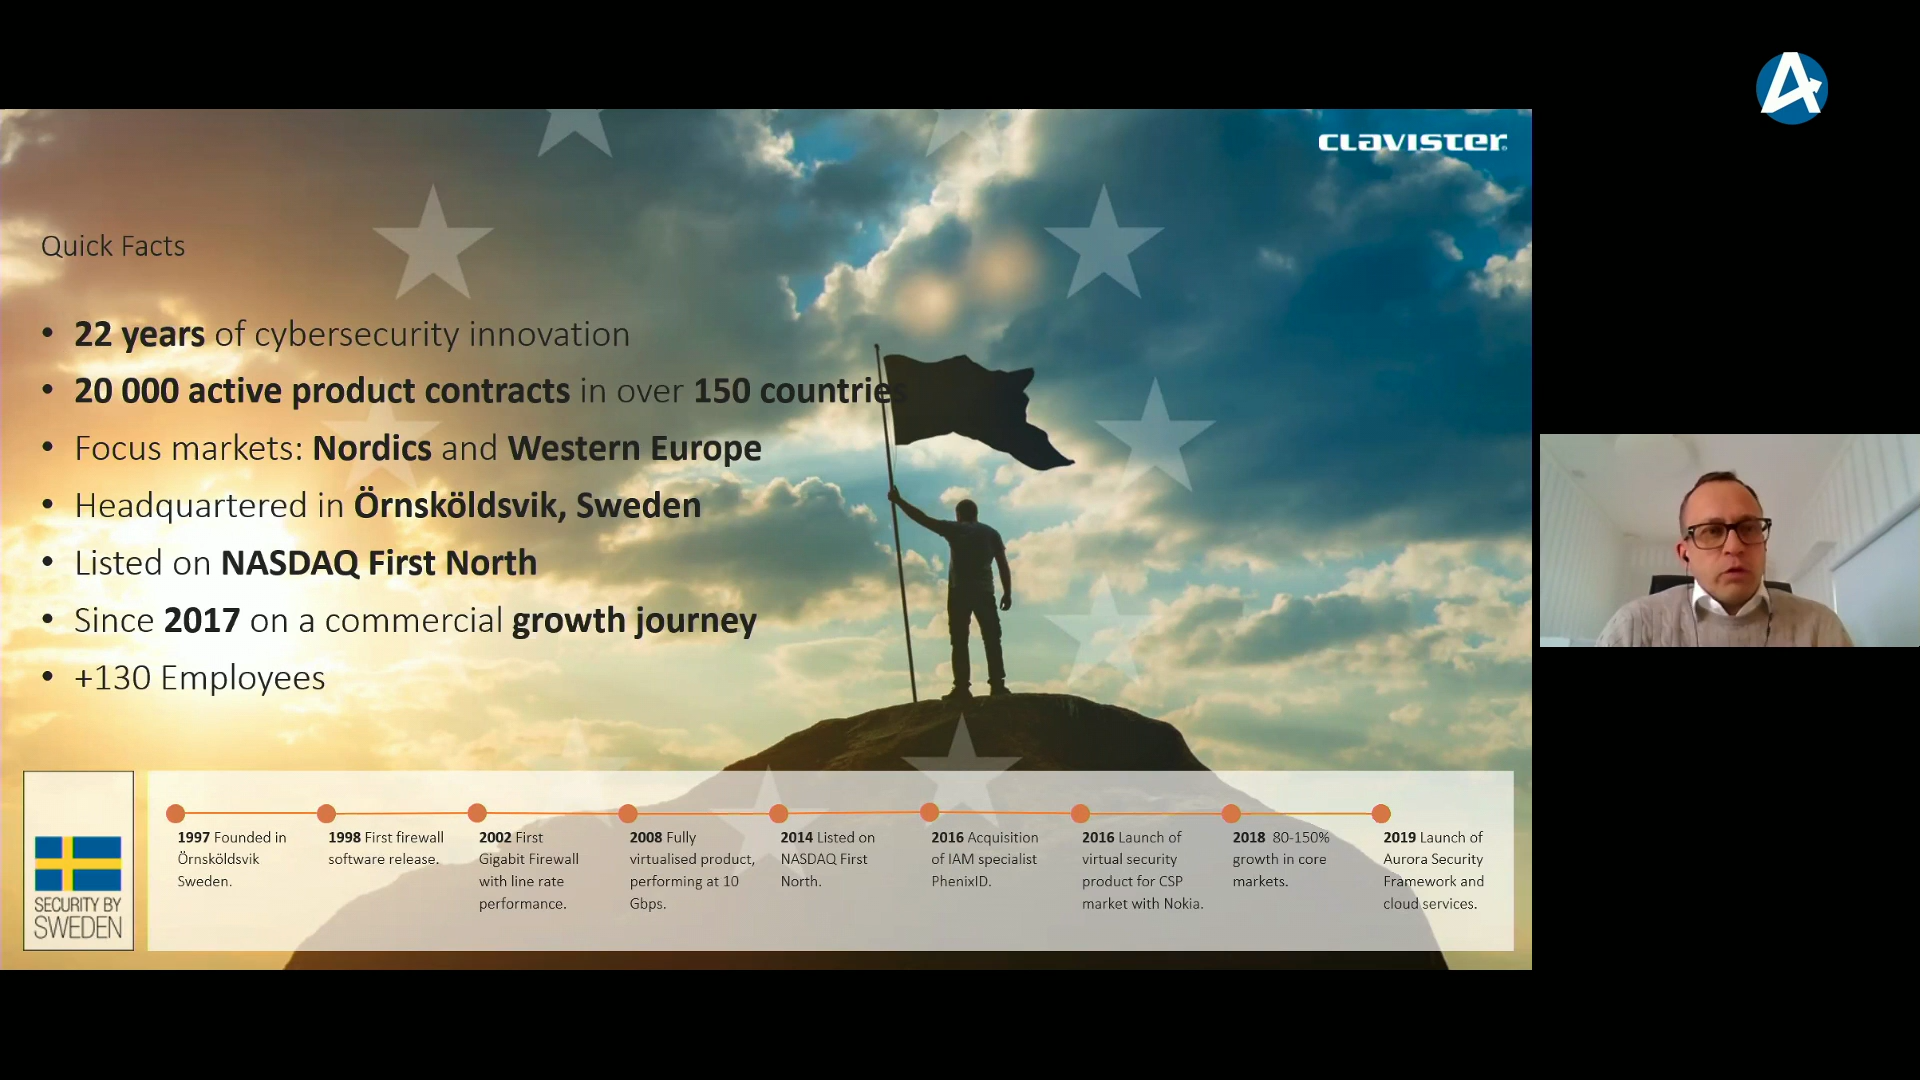 CLAVISTER
Quick Facts
• 22 years of cybersecurity innovation
• 20 000 active product contracts in over 150 countries
• Focus markets: Nordics and Western Europe
• Headquartered in Örnsköldsvik, Sweden
• Listed on NASDAQ First North
• Since 2017 on a commercial growth journey
• +130 Employees
SECURITY BY
SWEDEN
1997 Founded in
Örnsköldsvik
Sweden.
1998 First firewall
software release.
2002 First
Gigabit Firewall
with line rate
performance.
2008 Fully
virtualised product,
performing at 10
Gbps.
2014 Listed on
NASDAQ First
North.
2016 Acquisition
of IAM specialist
PhenixID.
2016 Launch of
virtual security
product for CSP
market with Nokia.
2018 80-150%
growth in core
markets.
2019 Launch of
Aurora Security
Framework and
cloud services.